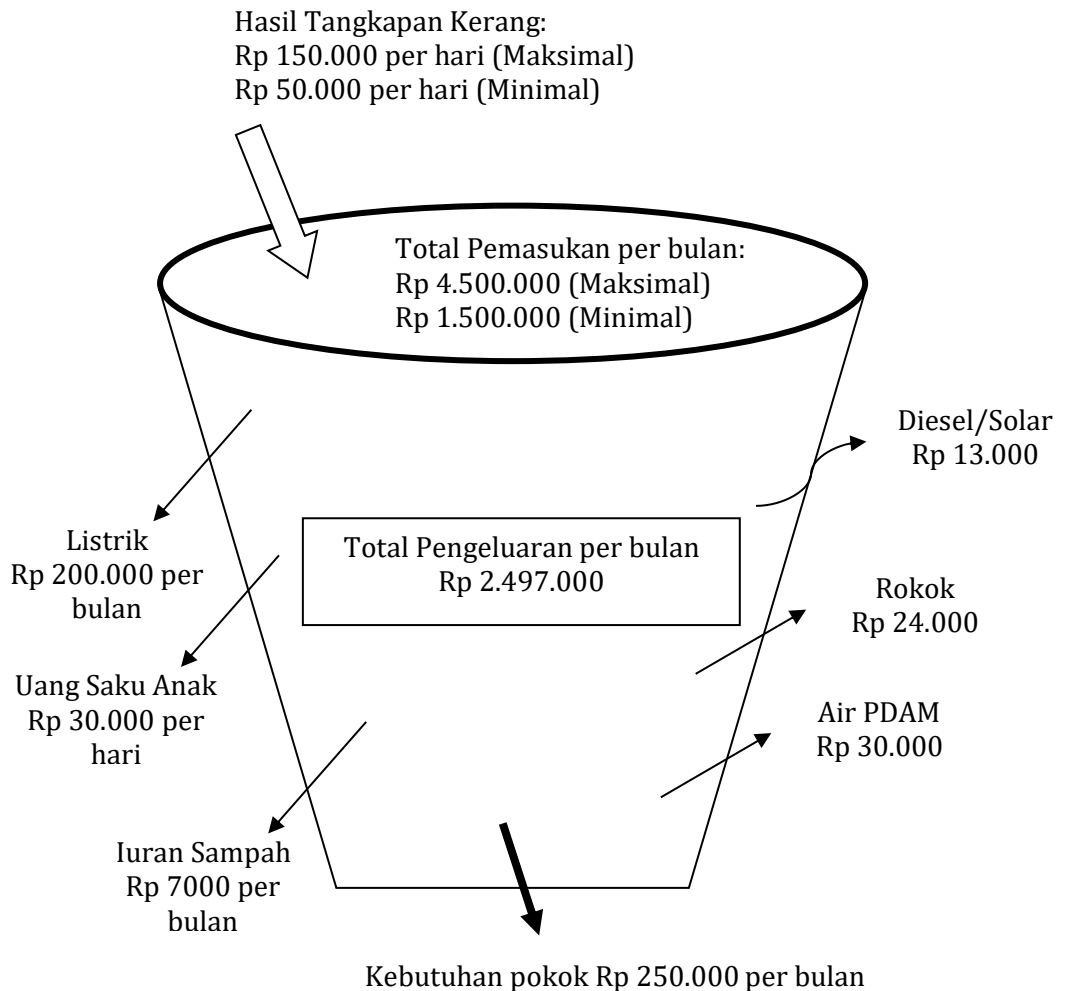 Hasil Tangkapan Kerang:
Rp 150.000 per hari (Maksimal)
Rp 50.000 per hari (Minimal)
Total Pemasukan per bulan:
Rp 4.500.000 (Maksimal)
Rp 1.500.000 (Minimal)
Diesel/Solar
Rp 13.000
Listrik
Rp 200.000 per
bulan
Total Pengeluaran per bulan
Rp 2.497.000
Rokok
Rp 24.000
Uang Saku Anak
Rp 30.000 per
hari
Air PDAM
Rp 30.000
Iuran Sampah
Rp 7000 per
bulan
Kebutuhan pokok Rp 250.000 per bulan